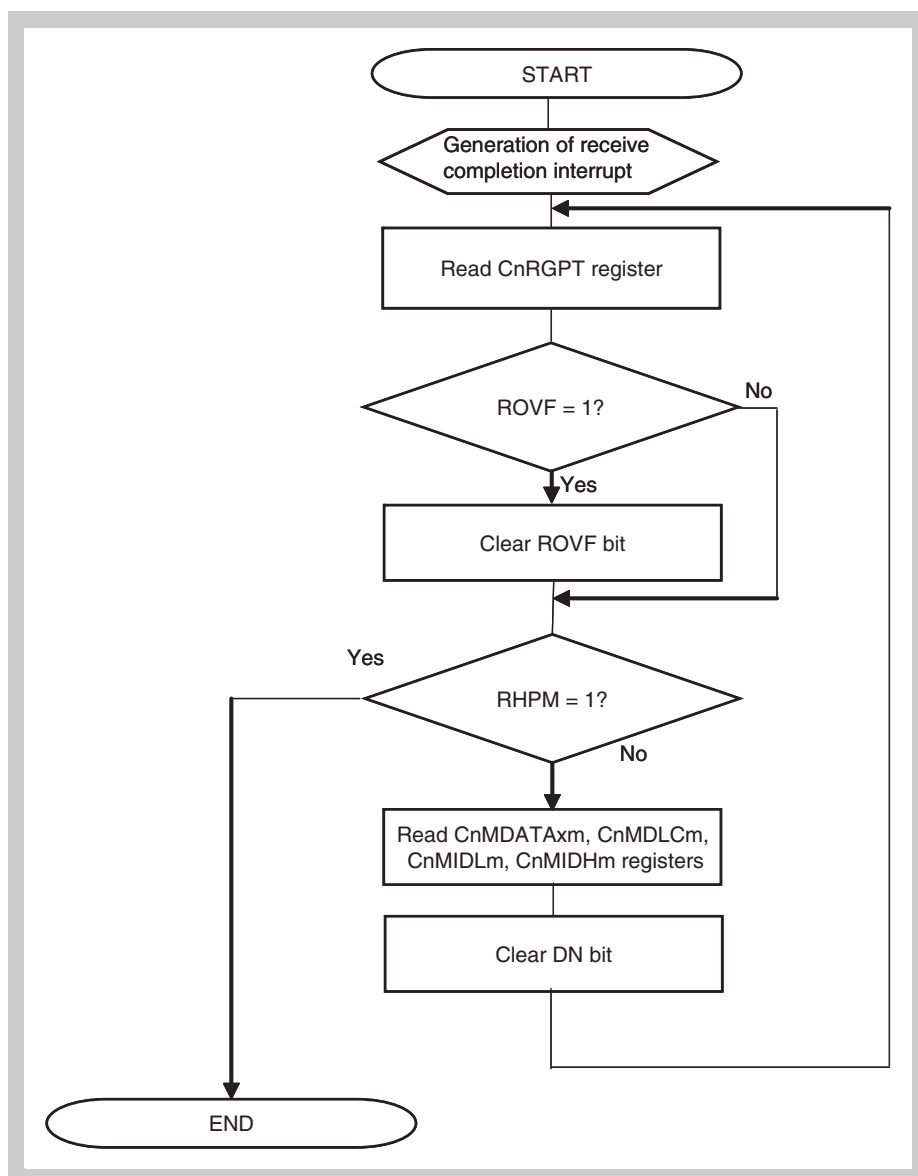 START
Generation of receive
completion interrupt
Read CnRGPT register
ROVF = 1?
No
Yes
Clear ROVF bit
Yes
RHPM = 1?
No
Read CnMDATAxm, CnMDLCm,
CnMIDLm, CnMIDHm registers
Clear DN bit
END